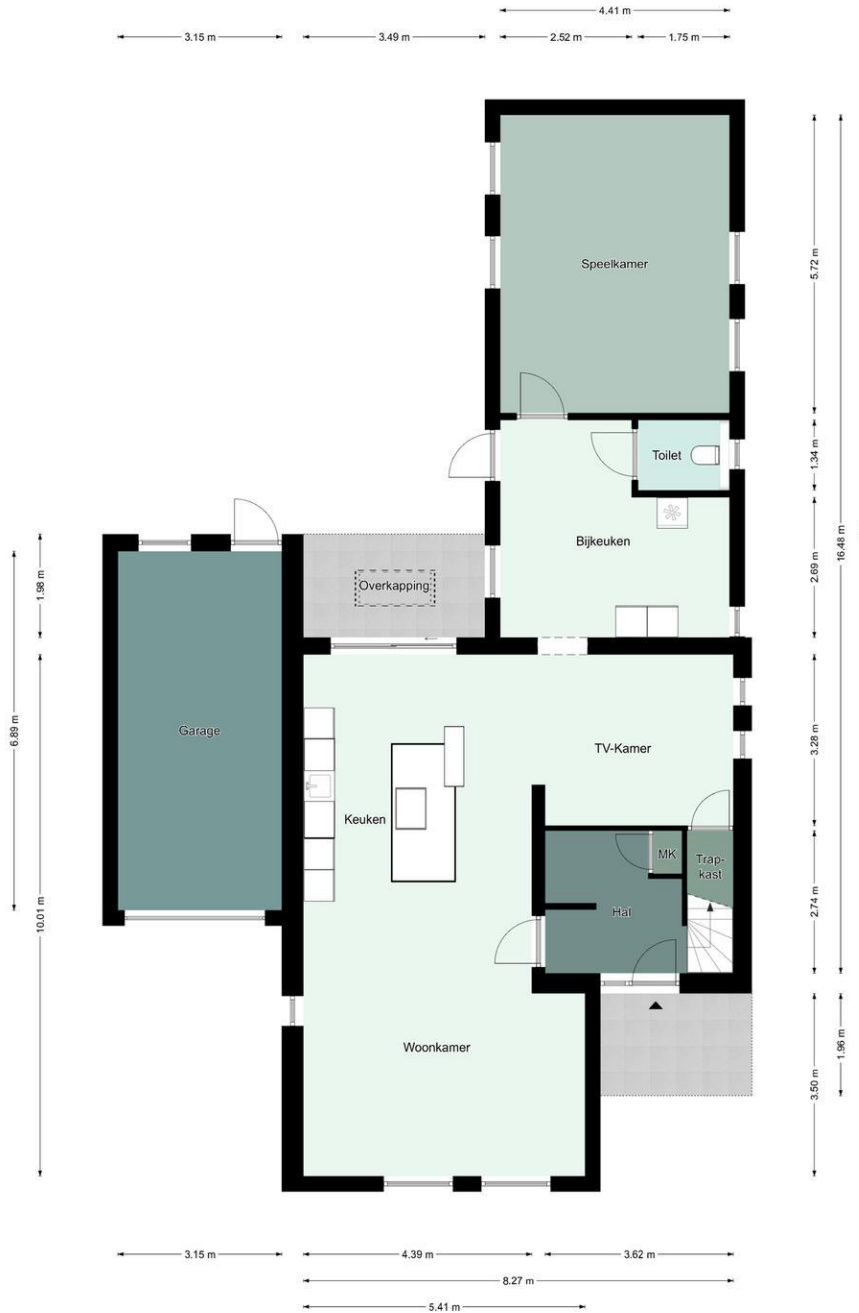 4.41 m
3.15 m
3.49 m
2.52 m
1.75 m
Speelkamer
5.72 m
Toilet
1.34 m
Bijkeuken
16.48 m
2.69 m
Overkapping
1.98 m
6.89 m
Garage
TV-Kamer
3.28 m
Keuken
MK
Trap-
kast
Hal
2.74 m
10.01 m
Woonkamer
3.50 m
1.96 m
3.15 m
4.39 m
3.62 m
8.27 m
5.41 m